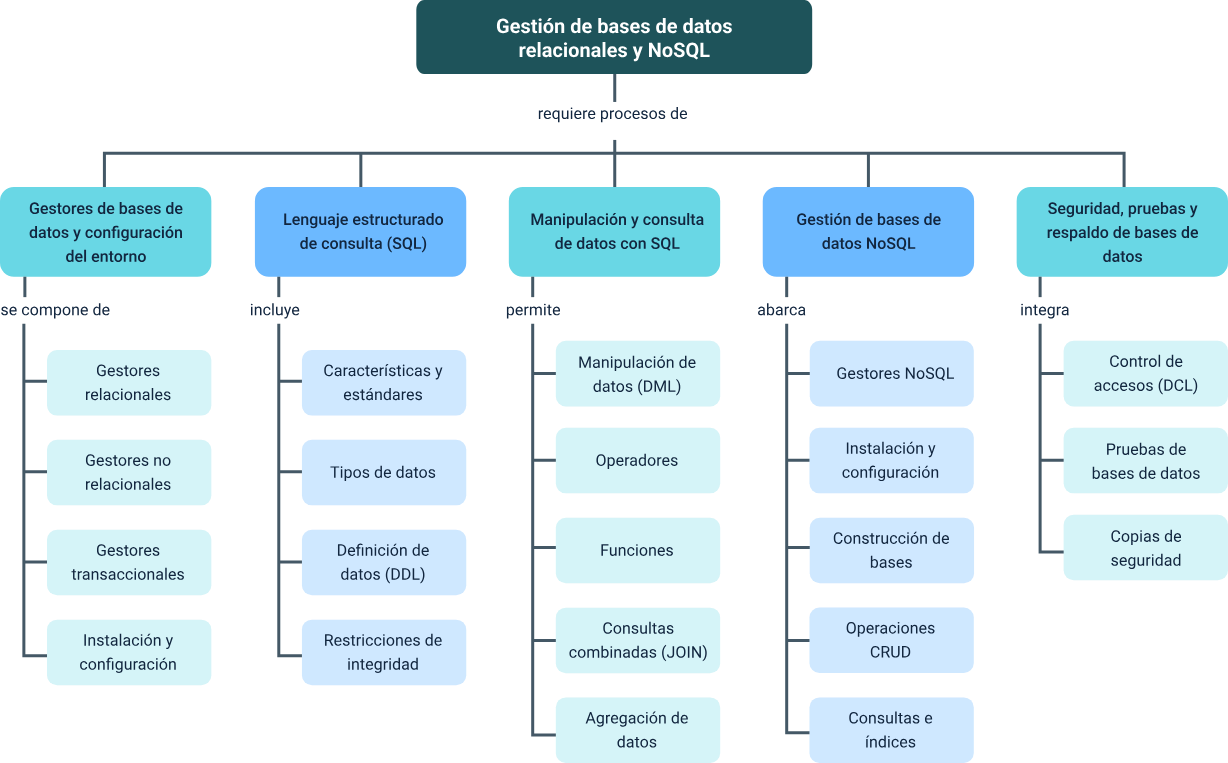 Gestión de bases de datos
relacionales y NoSQL
requiere procesos de
Gestores de bases de
datos y configuración
del entorno
se compone de
Gestores
relacionales
Gestores no
relacionales
Gestores
transaccionales
Instalación y
configuración
Lenguaje estructurado
de consulta (SQL)
incluye
Características y
estándares
Tipos de datos
Definición de
datos (DDL)
Restricciones de
integridad
Manipulación y consulta
de datos con SQL
permite
Manipulación de
datos (DML)
Operadores
Funciones
Consultas
combinadas (JOIN)
Agregación de
datos
Gestión de bases de
datos NoSQL
abarca
Gestores NoSQL
Instalación y
configuración
Construcción de
bases
Operaciones
CRUD
Consultas e
índices
Seguridad, pruebas y
respaldo de bases de
datos
integra
Control de
accesos (DCL)
Pruebas de
bases de datos
Copias de
seguridad